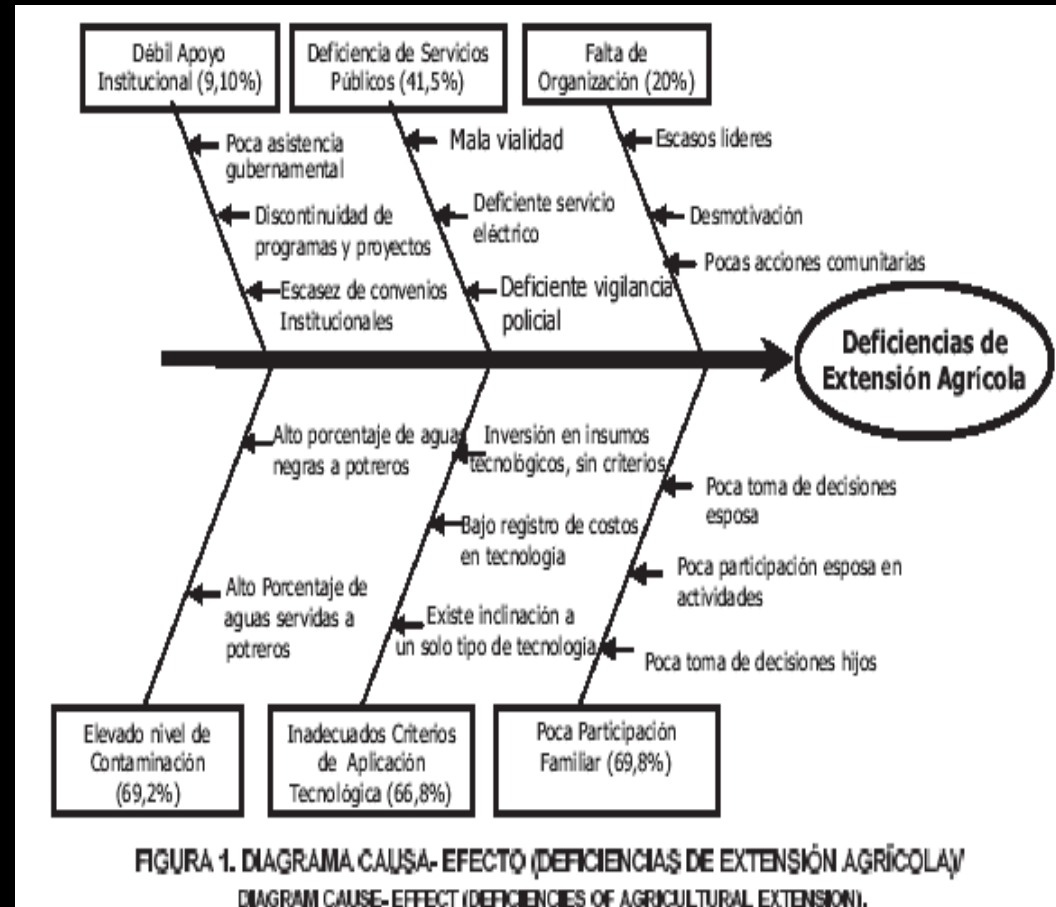 Débil Apoyo
Institucional (9,10%)
Deficiencia de Servicios
Públicos (41,5%)
Falta de
Organización (20%)
Poca asistencia
gubernamental
Discontinuidad de
programas y proyectos
Escasez de convenios
Institucionales
Mala vialidad
Deficiente servicio
eléctrico
Deficiente vigilancia
policial
Escasos lideres
Desmotivación
Pocas acciones comunitarias
Deficiencias de
Extensión Agrícola
Alto porcentaje de aguas
negras a potreros
Alto Porcentaje de
aguas servidas a
potreros
Inversión en insumos
tecnológicos, sin criterios
Bajo registro de costos
en tecnologia
Existe inclinación a
un solo tipo de tecnologia
Poca toma de decisiones
esposa
Poca participación esposa en
actividades
Poca toma de decisiones hijos
Elevado nivel de
Contaminación
(69,2%)
Inadecuados Criterios
de Aplicación
Tecnológica (66,8%)
Poca Participación
Familiar (69,8%)
FIGURA 1. DIAGRAMA CAUSA- EFECTO (DEFICIENCIAS DE EXTENSIÓN AGRÍCOLA)/
DIAGRAM CAUSE- EFFECT (DEFICIENCIES OF AGRICULTURAL EXTENSION).